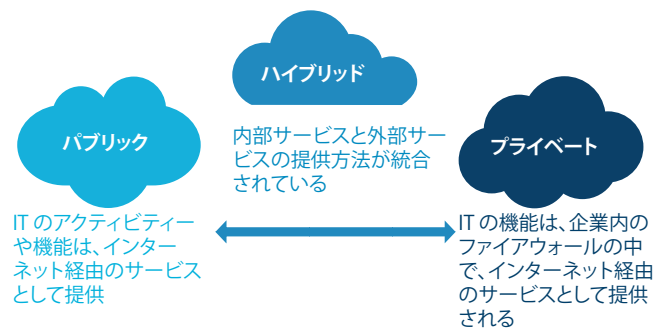 ハイブリッド
内部サービスと外部サー
ビスの提供方法が統合
されている
パブリック
IT のアクティビティー
や機能は、インター
ネット経由のサービス
として提供
プライベート
IT の機能は、企業内の
ファイアウォールの中
で、インターネット経由
のサービスとして提供
される